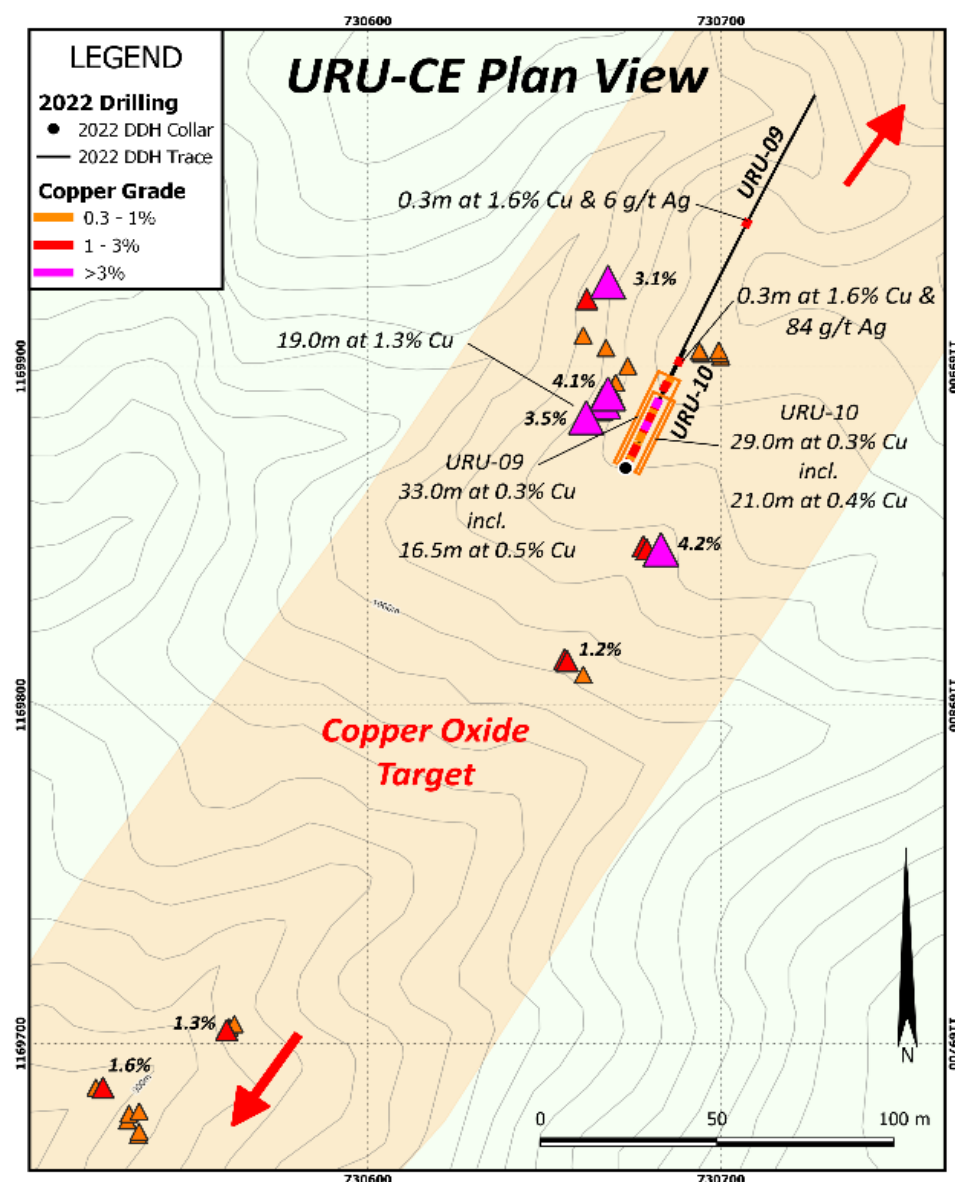 730600
730700
LEGEND
2022 Drilling
2022 DDH Collar
2022 DDH Trace
Copper Grade
0.3 - 1%
1 - 3%
>3%
URU-CE Plan View
URU-09
0.3m at 1.6% Cu & 6 g/t Ag
3.1%
0.3m at 1.6% Cu &
84 g/t Ag
19.0m at 1.3% Cu
1169900
1169900
4.1%
3.5%
URU-10
URU-09
33.0m at 0.3% Cu
incl.
16.5m at 0.5% Cu
URU-10
29.0m at 0.3% Cu
incl.
21.0m at 0.4% Cu
4.2%
1.2%
1169800
1169800
Copper Oxide
Target
1.3%
1169700
1169700
1.6%
N
0
50
100 m
730600
730700